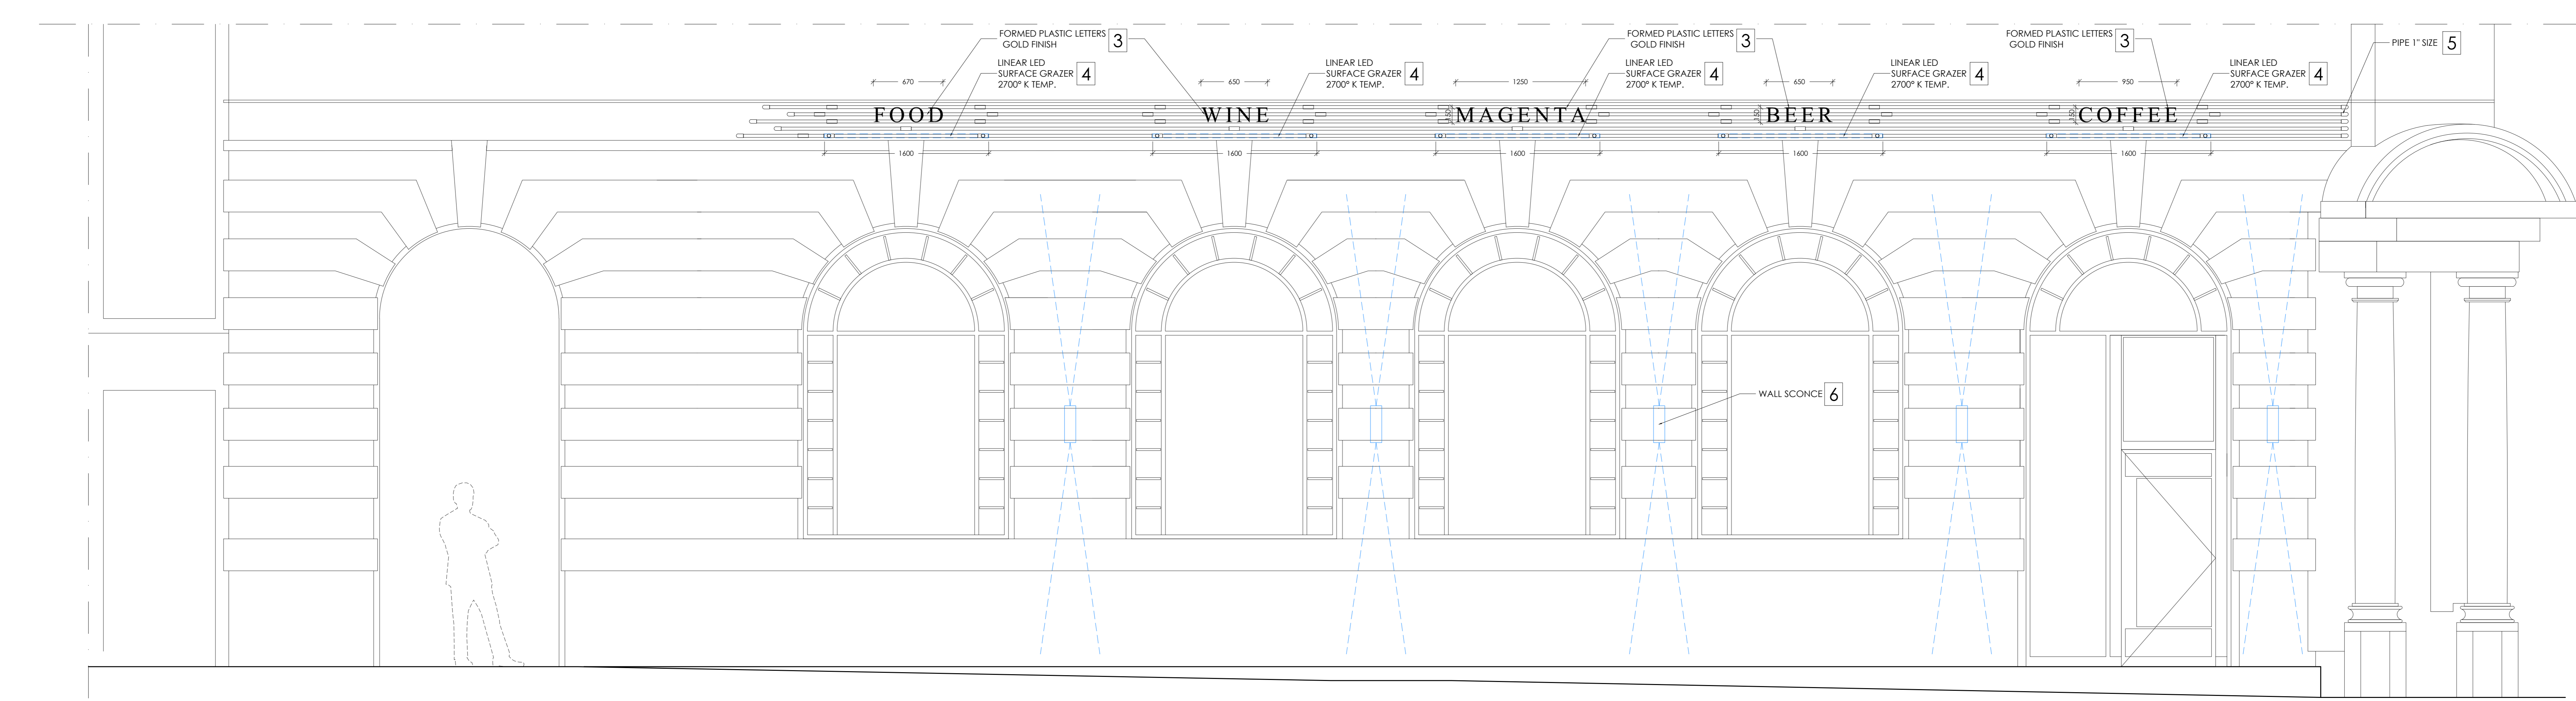 FORMED PLASTIC LETTERS 3
GOLD FINISH
FORMED PLASTIC LETTERS 3
GOLD FINISH
FORMED PLASTIC LETTERS 3
GOLD FINISH
PIPE 1" SIZE 5
LINEAR LED
SURFACE GRAZER 4
2700° K TEMP.
LINEAR LED
SURFACE GRAZER 4
2700° K TEMP.
LINEAR LED
SURFACE GRAZER 4
2700° K TEMP.
LINEAR LED
SURFACE GRAZER 4
2700° K TEMP.
LINEAR LED
SURFACE GRAZER 4
2700° K TEMP.
670 650 1250 650 950
FOOD WINE 350 MAGENTA 350 BEER 350 COFFEE
1600 1600 1600 1600 1600
WALL SCONCE 6